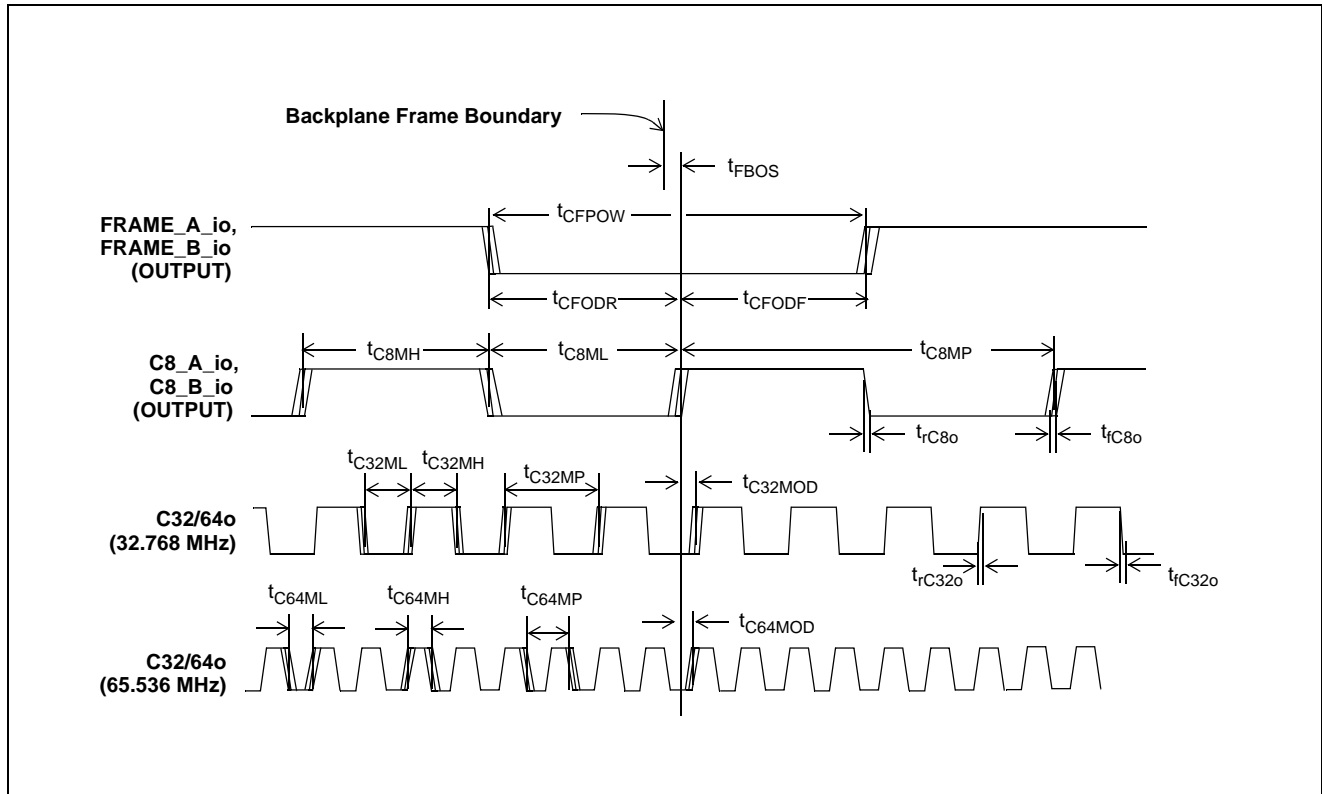 Backplane Frame Boundary
tFBOS
tCFPOW
FRAME_A_io,
FRAME_B_io
(OUTPUT)
tCFODR
tCFODF
tC8MH
tC8ML
tC8MP
C8_A_io,
C8_B_io
(OUTPUT)
trC8o
tfC8o
tC32ML
tC32MH
tC32MP
tC32MOD
C32/64o
(32.768 MHz)
trC32o
tfC32o
tC64ML
tC64MH
tC64MP
tC64MOD
C32/64o
(65.536 MHz)